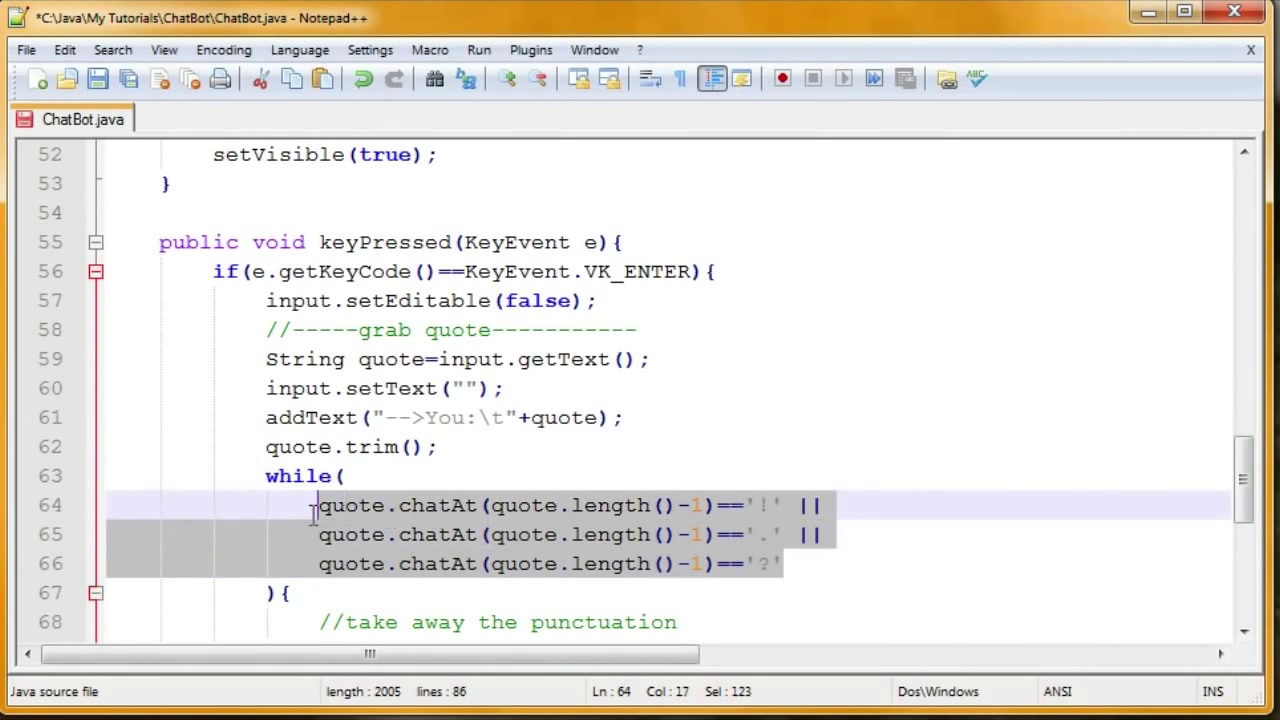 *C:\Java\My Tutorials\ChatBot\ChatBot.java - Notepad++
File Edit Search View Encoding Language Settings Macro Run Plugins Window ? X
ABC
ChatBot.java
52 setVisible(true);
53 }
54
55 public void keyPressed(KeyEvent e){
56 if(e.getKeyCode()==KeyEvent.VK_ENTER){
57 input.setEditable(false);
58 //-----grab quote-----------
59 String quote=input.getText();
60 input.setText("");
61 addText("-->You:\t"+quote);
62 quote.trim();
63 while(
64 quote.chatAt(quote.length()-1)=='!' ||
65 quote.chatAt(quote.length()-1)=='.' ||
66 quote.chatAt(quote.length()-1)=='?'
67 ){
68 //take away the punctuation
Java source file length : 2005 lines : 86 Ln : 64 Col : 17 Sel : 123 Dos\Windows ANSI INS